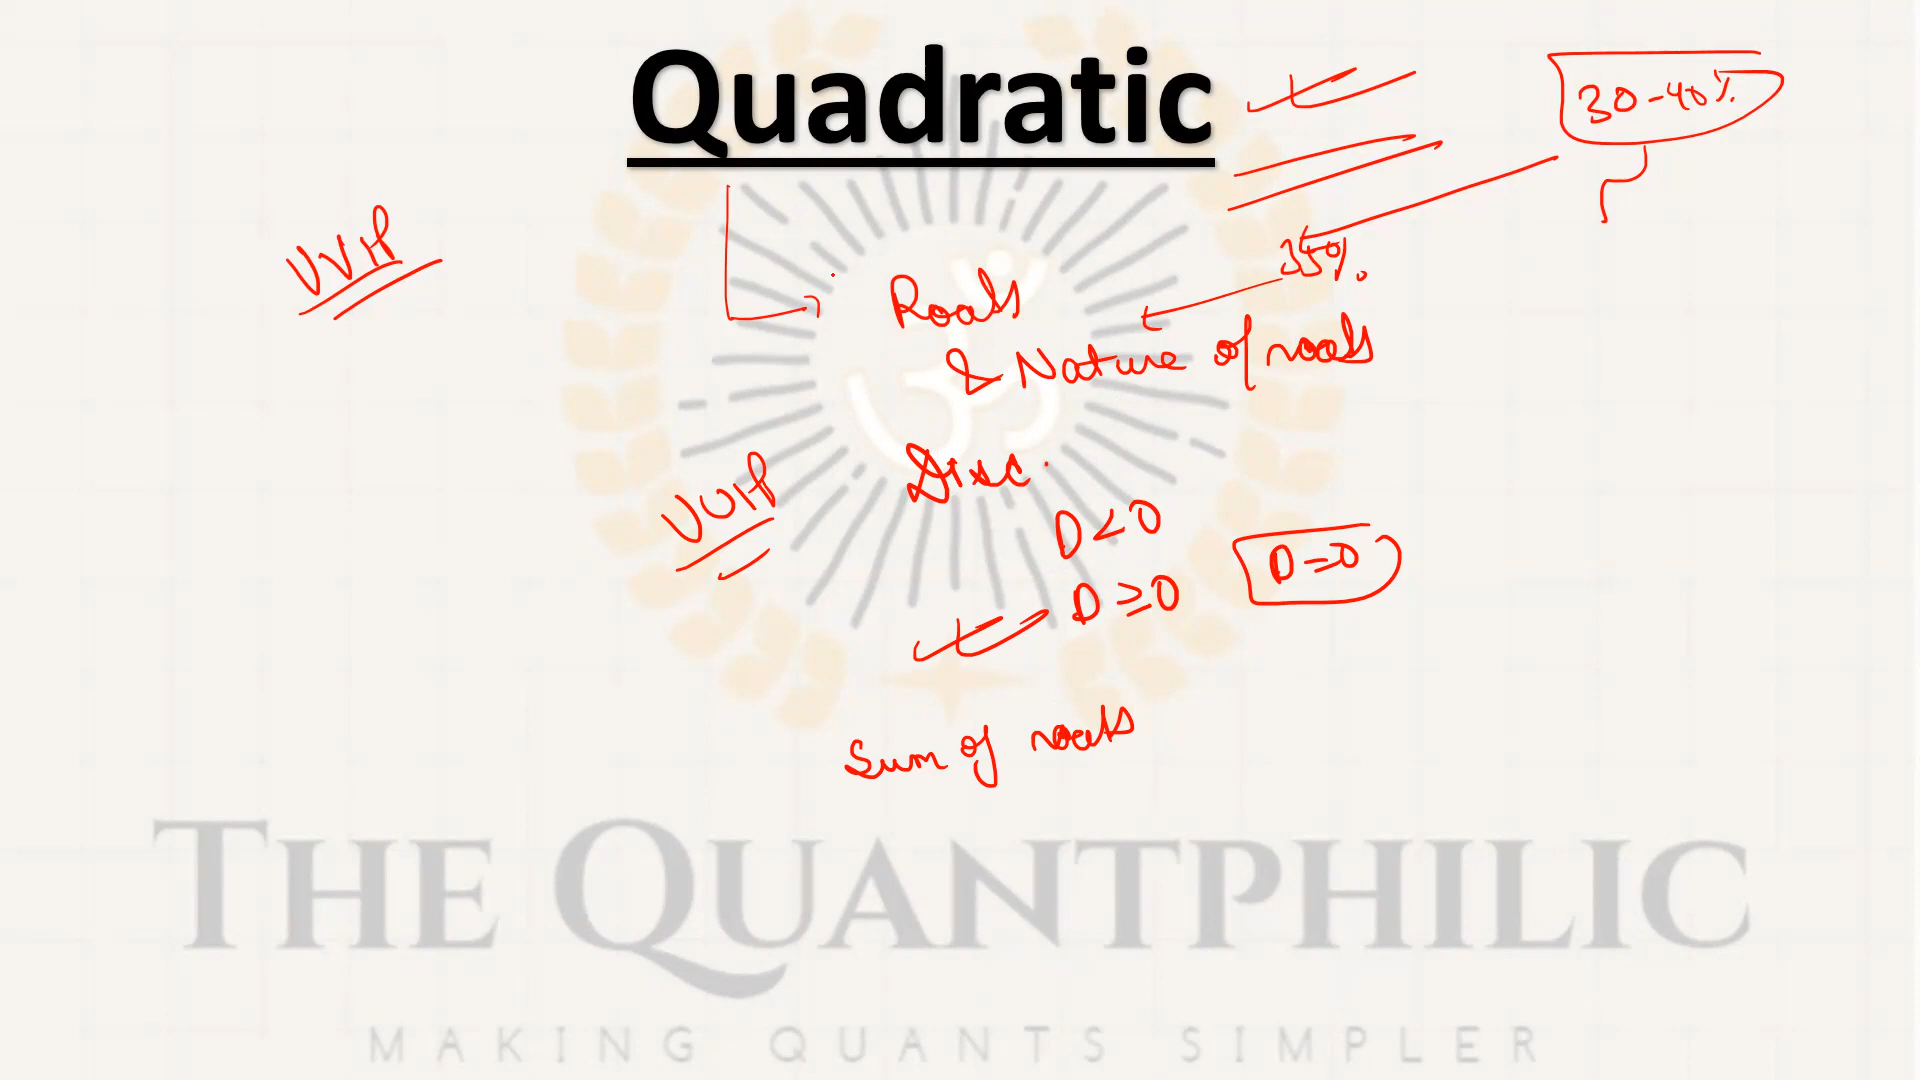 Quadratic
30-40%
VVIP
35%
Roots
& Nature of roots
Disc.
VVIP
D<0
D=0
D≥0
Sum of roots
THE QUANTPHILIC
MAKING QUANTS SIMPLER